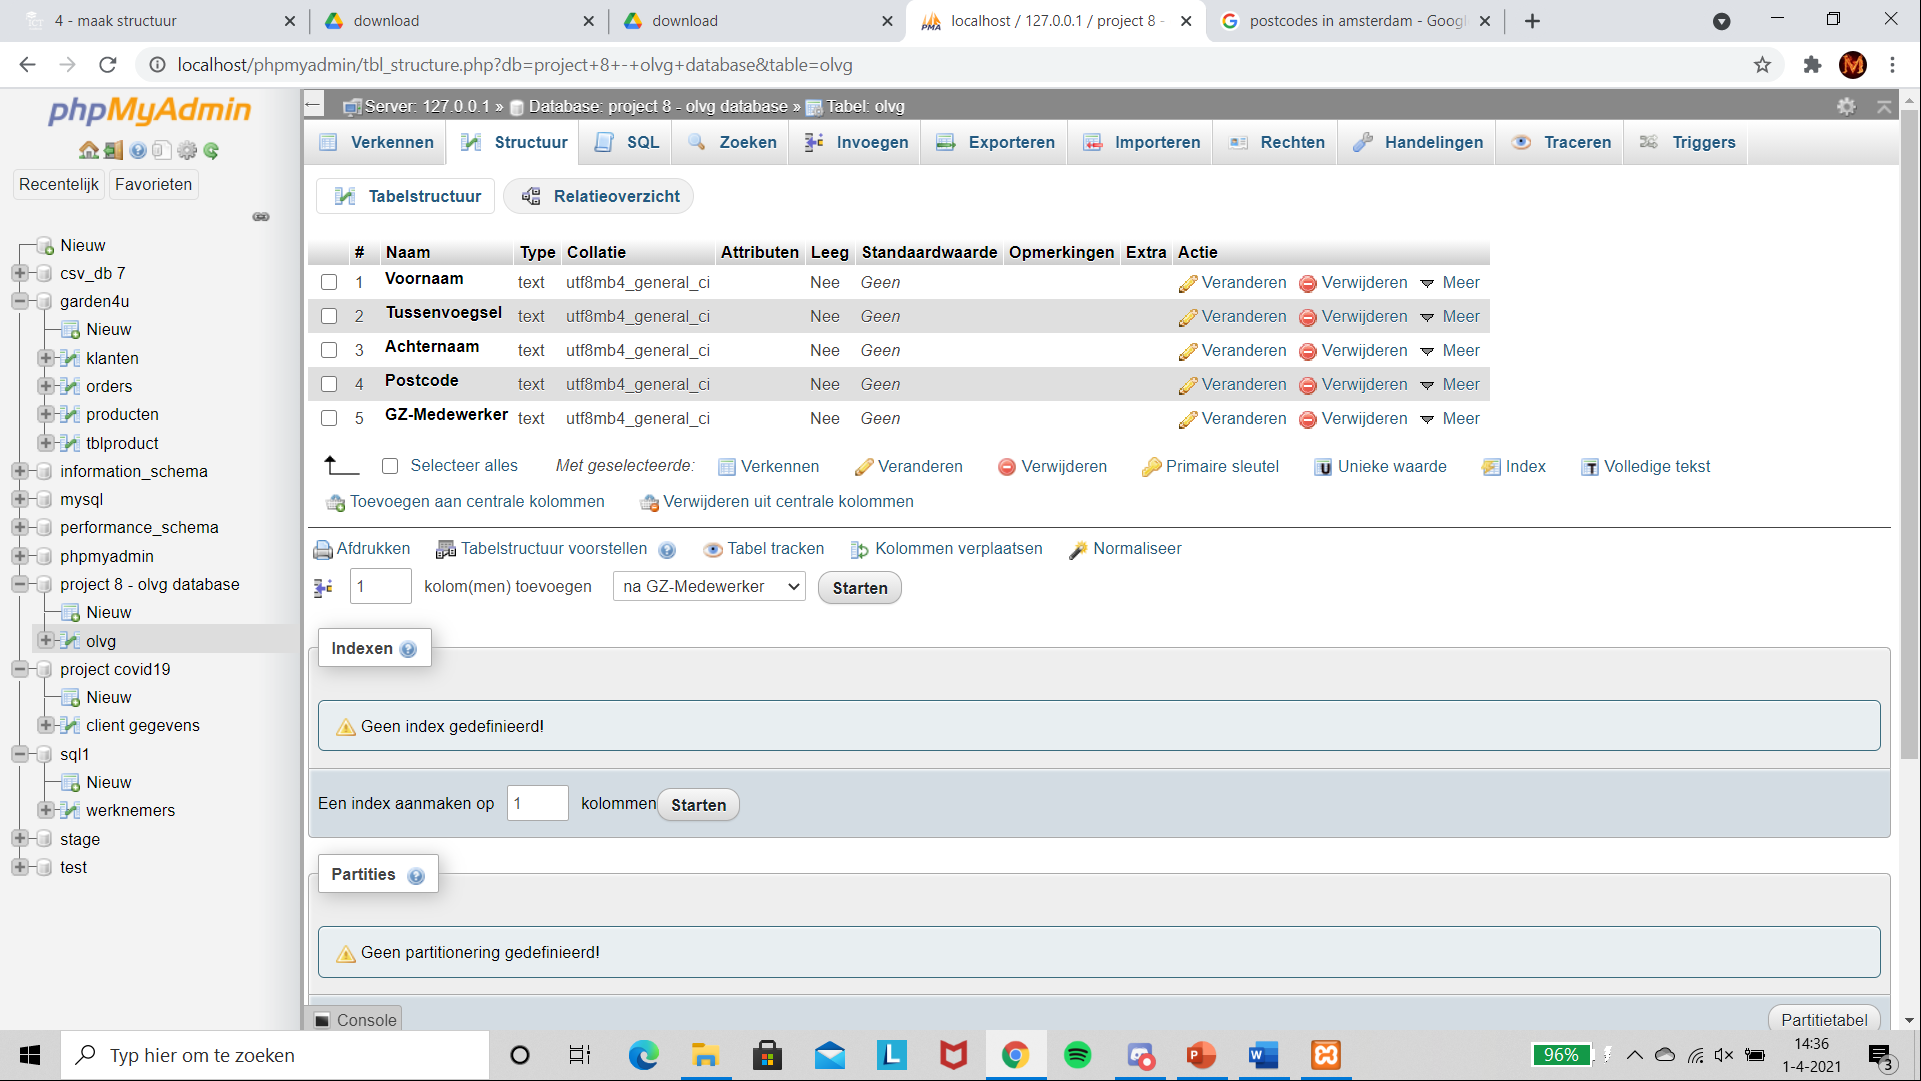 4 - maak structuur
download
download
localhost / 127.0.0.1 / project 8 -
postcodes in amsterdam - Goog
localhost/phpmyadmin/tbl_structure.php?db=project+8+-+olvg+database&table=olvg
phpMyAdmin
Recentelijk Favorieten
Nieuw
csv_db 7
garden4u
Nieuw
klanten
orders
producten
tblproduct
information_schema
mysql
performance_schema
phpmyadmin
project 8 - olvg database
Nieuw
olvg
project covid19
Nieuw
client gegevens
sql1
Nieuw
werknemers
stage
test
Server: 127.0.0.1 » Database: project 8 - olvg database » Tabel: olvg
Verkennen Structuur SQL Zoeken Invoegen Exporteren Importeren Rechten Handelingen Traceren Triggers
Tabelstructuur Relatieoverzicht
# Naam Type Collatie Attributen Leeg Standaardwaarde Opmerkingen Extra Actie
1 Voornaam text utf8mb4_general_ci Nee Geen Veranderen Verwijderen Meer
2 Tussenvoegsel text utf8mb4_general_ci Nee Geen Veranderen Verwijderen Meer
3 Achternaam text utf8mb4_general_ci Nee Geen Veranderen Verwijderen Meer
4 Postcode text utf8mb4_general_ci Nee Geen Veranderen Verwijderen Meer
5 GZ-Medewerker text utf8mb4_general_ci Nee Geen Veranderen Verwijderen Meer
Selecteer alles Met geselecteerde: Verkennen Veranderen Verwijderen Primaire sleutel Unieke waarde Index Volledige tekst
Toevoegen aan centrale kolommen Verwijderen uit centrale kolommen
Afdrukken Tabelstructuur voorstellen Tabel tracken Kolommen verplaatsen Normaliseer
1 kolom(men) toevoegen na GZ-Medewerker Starten
Indexen
Geen index gedefinieerd!
Een index aanmaken op 1 kolommen Starten
Partities
Geen partitionering gedefinieerd!
Console
Partitietabel
Typ hier om te zoeken
96%
14:36
1-4-2021
3